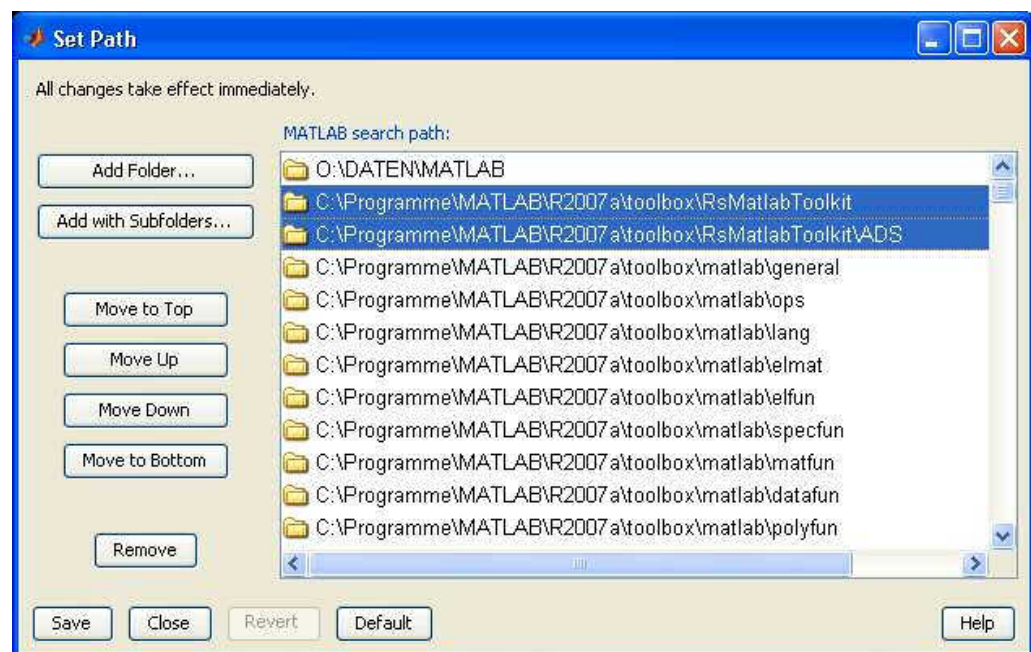 Set Path
All changes take effect immediately.
MATLAB search path:
Add Folder...
Add with Subfolders...
Move to Top
Move Up
Move Down
Move to Bottom
Remove
O:\DATEN\MATLAB
C:\Programme\MATLAB\R2007a\toolbox\RsMatlabToolkit
C:\Programme\MATLAB\R2007a\toolbox\RsMatlabToolkit\ADS
C:\Programme\MATLAB\R2007a\toolbox\matlab\general
C:\Programme\MATLAB\R2007a\toolbox\matlab\ops
C:\Programme\MATLAB\R2007a\toolbox\matlab\lang
C:\Programme\MATLAB\R2007a\toolbox\matlab\elmat
C:\Programme\MATLAB\R2007a\toolbox\matlab\elfun
C:\Programme\MATLAB\R2007a\toolbox\matlab\specfun
C:\Programme\MATLAB\R2007a\toolbox\matlab\matfun
C:\Programme\MATLAB\R2007a\toolbox\matlab\datafun
C:\Programme\MATLAB\R2007a\toolbox\matlab\polyfun
Save Close Revert Default Help